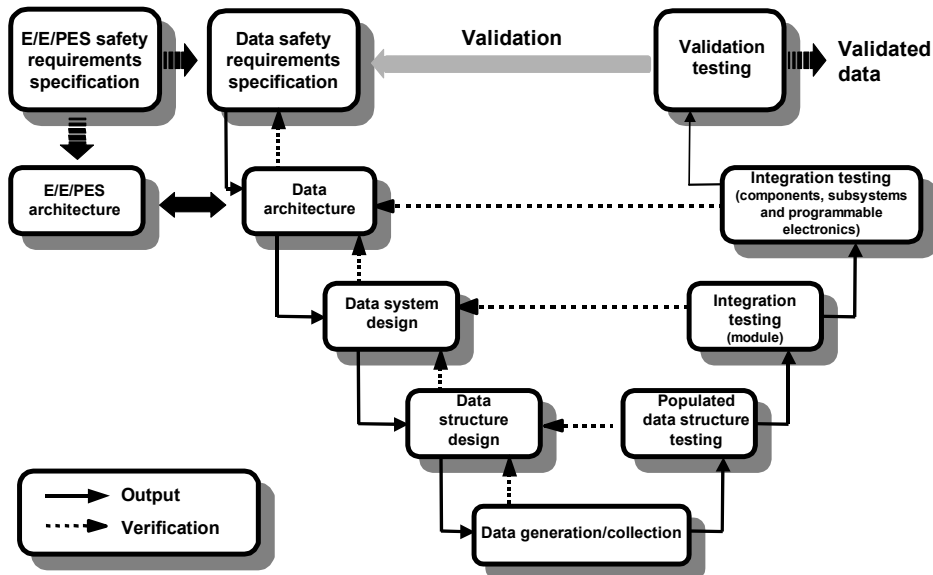 E/E/PES safety
requirements
specification
Data safety
requirements
specification
Validation
Validation
testing
Validated
data
E/E/PES
architecture
Data
architecture
Integration testing
(components, subsystems
and programmable
electronics)
Data system
design
Integration
testing
(module)
Data
structure
design
Populated
data structure
testing
Output
Verification
Data generation/collection